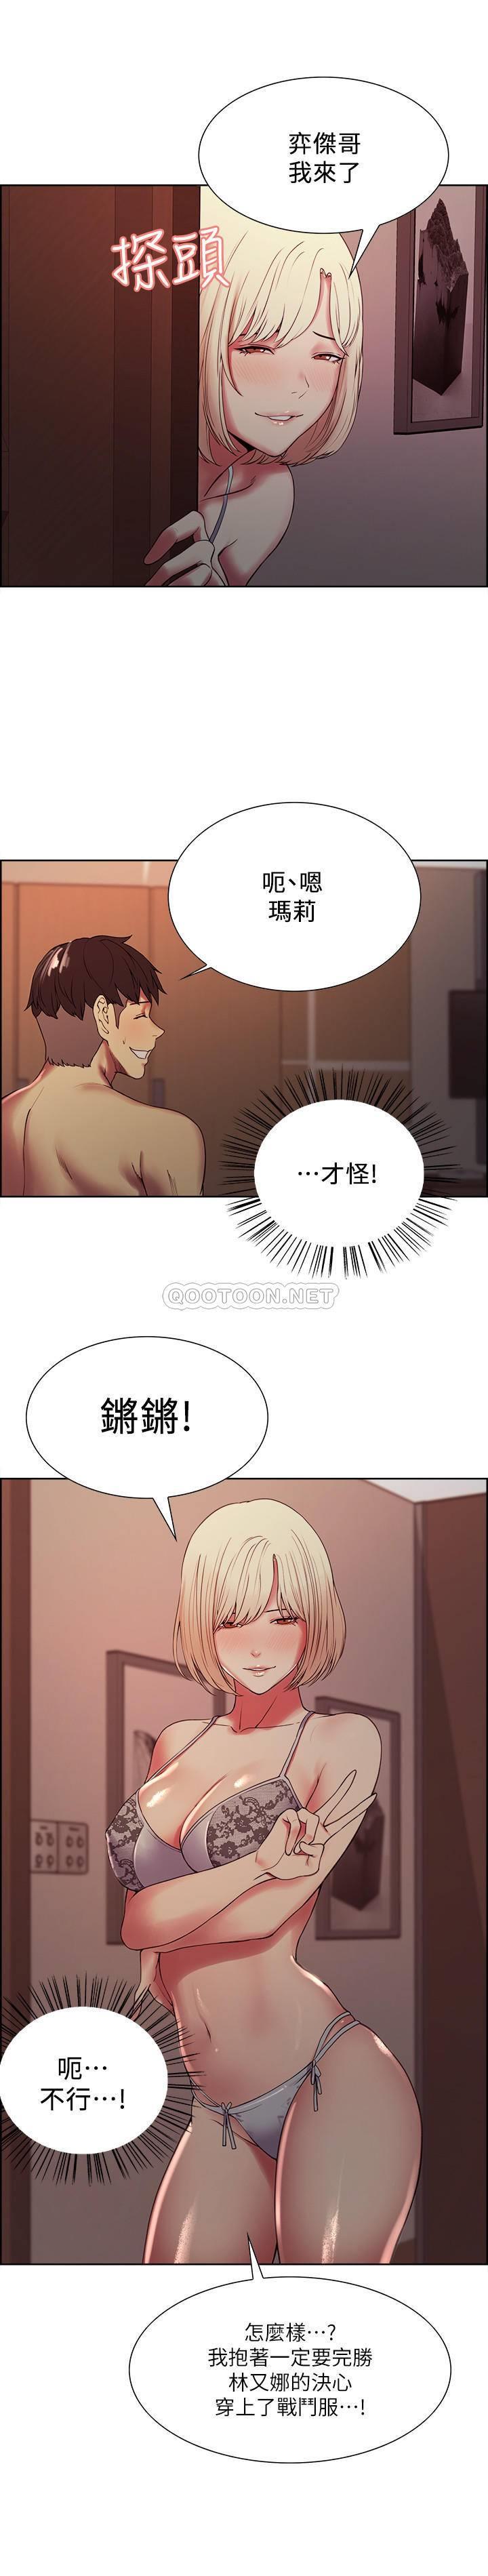 弈傑哥
我來了
探頭
呃、嗯
瑪莉
…才怪!
QOOTOON.NET
鏘鏘!
呃…
不行…!
怎麼樣…?
我抱著一定要完勝
林又娜的決心
穿上了戰鬥服…!